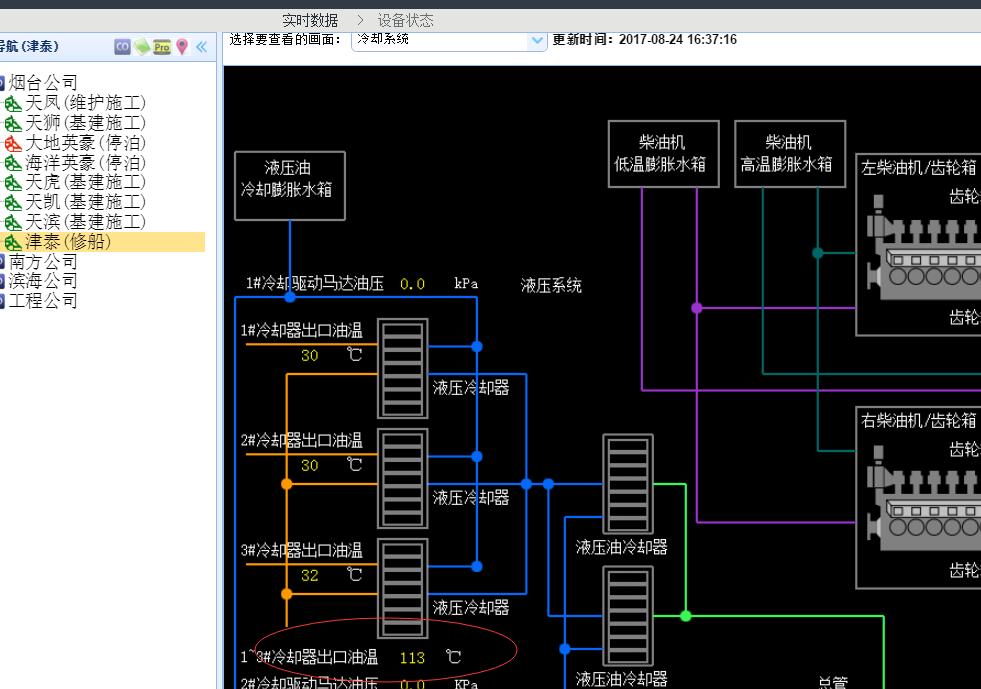 实时数据 > 设备状态
导航(津泰)
CO
Pro
选择要查看的画面：
冷却系统
更新时间：2017-08-24 16:37:16
烟台公司
天凤(维护施工)
天狮(基建施工)
大地英豪(停泊)
海洋英豪(停泊)
天虎(基建施工)
天凯(基建施工)
天滨(基建施工)
津泰(修船)
南方公司
滨海公司
工程公司
液压油
冷却膨胀水箱
柴油机
低温膨胀水箱
柴油机
高温膨胀水箱
左柴油机/齿轮箱
齿轮
齿轮
1#冷却驱动马达油压 0.0 kPa
液压系统
1#冷却器出口油温
30 ℃
液压冷却器
2#冷却器出口油温
30 ℃
液压冷却器
3#冷却器出口油温
32 ℃
液压冷却器
1~3#冷却器出口油温 113 ℃
2#冷却驱动马达油压 0.0 KPa
液压油冷却器
液压油冷却器
右柴油机/齿轮箱
齿轮
齿轮
总管